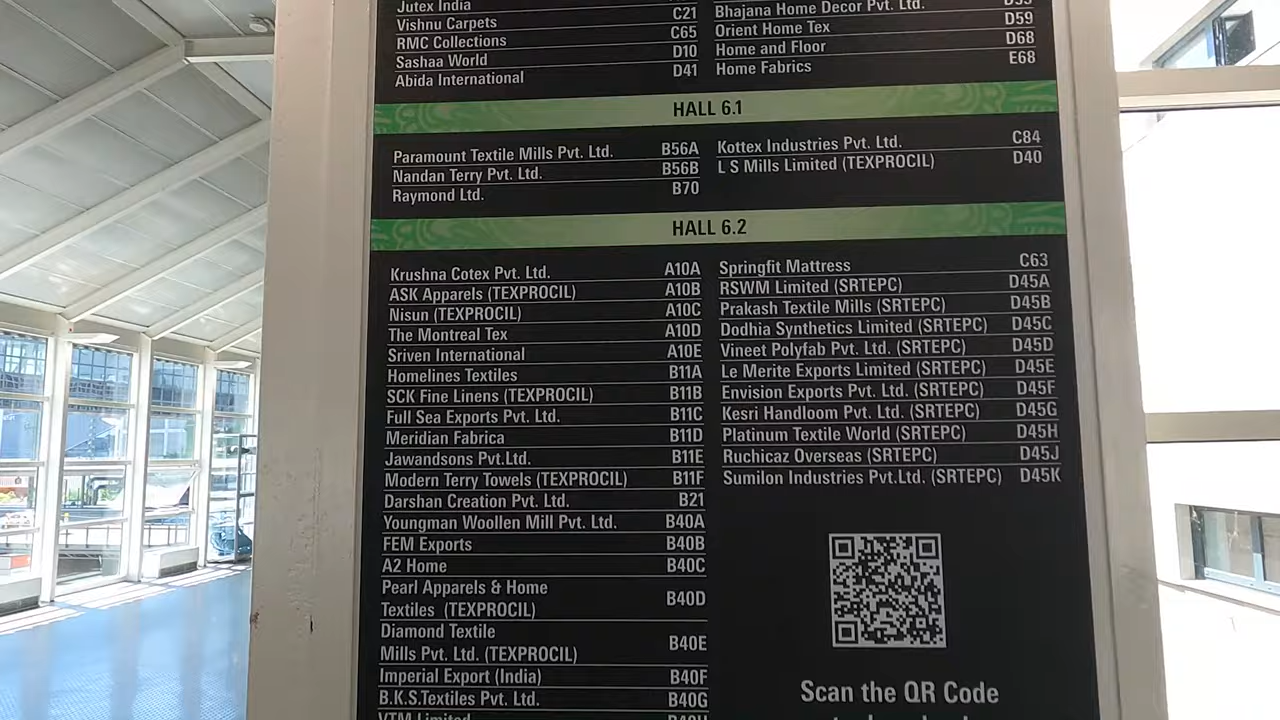 Jutex India
Vishnu Carpets C21
RMC Collections C65
Sashaa World D10
Abida International D41
Bhajana Home Decor Pvt. Ltd.
Orient Home Tex D59
Home and Floor D68
Home Fabrics E68
HALL 6.1
Paramount Textile Mills Pvt. Ltd. B56A
Nandan Terry Pvt. Ltd. B56B
Raymond Ltd. B70
Kottex Industries Pvt. Ltd. C84
L S Mills Limited (TEXPROCIL) D40
HALL 6.2
Krushna Cotex Pvt. Ltd. A10A
ASK Apparels (TEXPROCIL) A10B
Nisun (TEXPROCIL) A10C
The Montreal Tex A10D
Sriven International A10E
Homelines Textiles B11A
SCK Fine Linens (TEXPROCIL) B11B
Full Sea Exports Pvt. Ltd. B11C
Meridian Fabrica B11D
Jawandsons Pvt.Ltd. B11E
Modern Terry Towels (TEXPROCIL) B11F
Darshan Creation Pvt. Ltd. B21
Youngman Woollen Mill Pvt. Ltd. B40A
FEM Exports B40B
A2 Home B40C
Pearl Apparels & Home
Textiles (TEXPROCIL) B40D
Diamond Textile
Mills Pvt. Ltd. (TEXPROCIL) B40E
Imperial Export (India) B40F
B.K.S.Textiles Pvt. Ltd. B40G
VTM Limited
Springfit Mattress C63
RSWM Limited (SRTEPC) D45A
Prakash Textile Mills (SRTEPC) D45B
Dodhia Synthetics Limited (SRTEPC) D45C
Vineet Polyfab Pvt. Ltd. (SRTEPC) D45D
Le Merite Exports Limited (SRTEPC) D45E
Envision Exports Pvt. Ltd. (SRTEPC) D45F
Kesri Handloom Pvt. Ltd. (SRTEPC) D45G
Platinum Textile World (SRTEPC) D45H
Ruchicaz Overseas (SRTEPC) D45J
Sumilon Industries Pvt.Ltd. (SRTEPC) D45K
Scan the QR Code